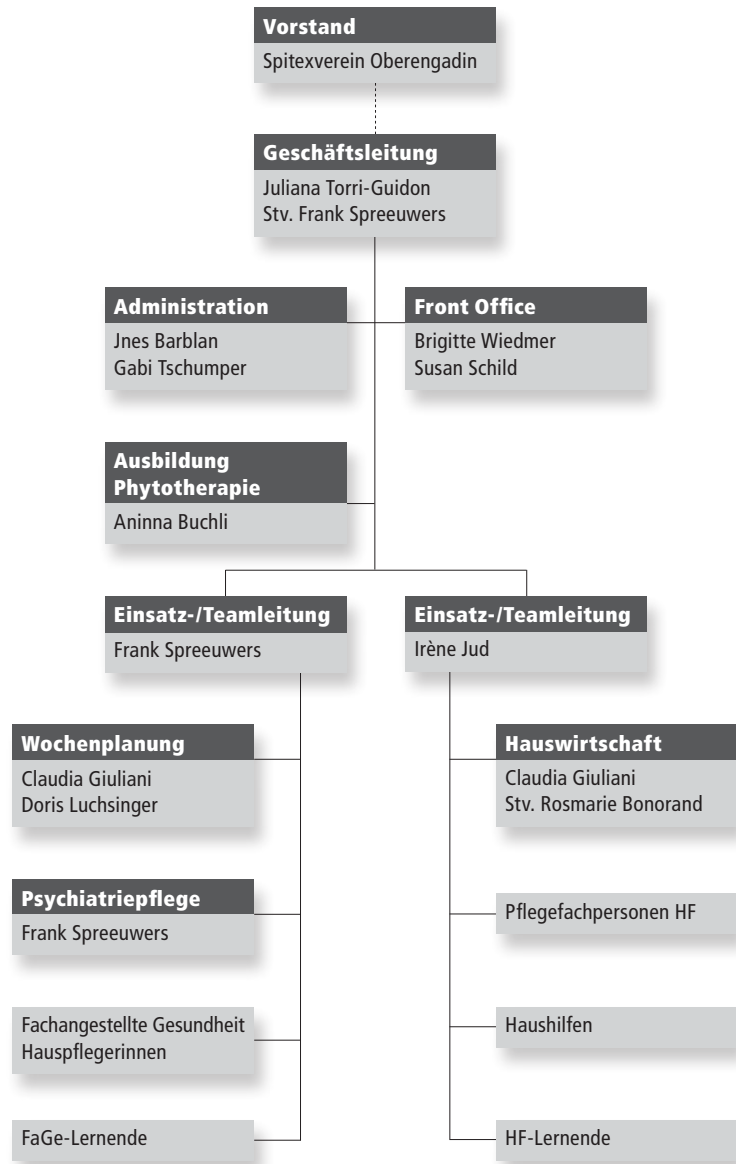 Vorstand
Spitexverein Oberengadin
Geschäftsleitung
Juliana Torri-Guidon
Stv. Frank Spreeuwers
Administration
Jnes Barblan
Gabi Tschumper
Front Office
Brigitte Wiedmer
Susan Schild
Ausbildung
Phytotherapie
Aninna Buchli
Einsatz-/Teamleitung
Frank Spreeuwers
Einsatz-/Teamleitung
Irène Jud
Wochenplanung
Claudia Giuliani
Doris Luchsinger
Hauswirtschaft
Claudia Giuliani
Stv. Rosmarie Bonorand
Psychiatriepflege
Frank Spreeuwers
Pflegefachpersonen HF
Fachangestellte Gesundheit
Hauspflegerinnen
Haushilfen
FaGe-Lernende
HF-Lernende